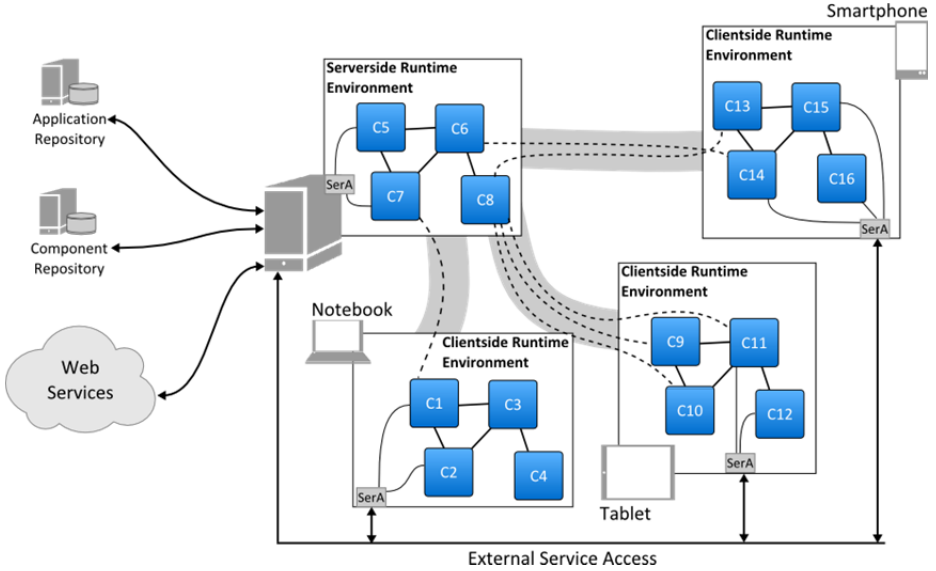 Smartphone
Clientside Runtime
Environment
C13
C15
C14
C16
SerA
Serverside Runtime
Environment
C5
C6
SerA
C7
C8
Application
Repository
Component
Repository
Web
Services
Notebook
Clientside Runtime
Environment
C1
C3
C2
C4
SerA
Clientside Runtime
Environment
C9
C11
C10
C12
SerA
Tablet
External Service Access